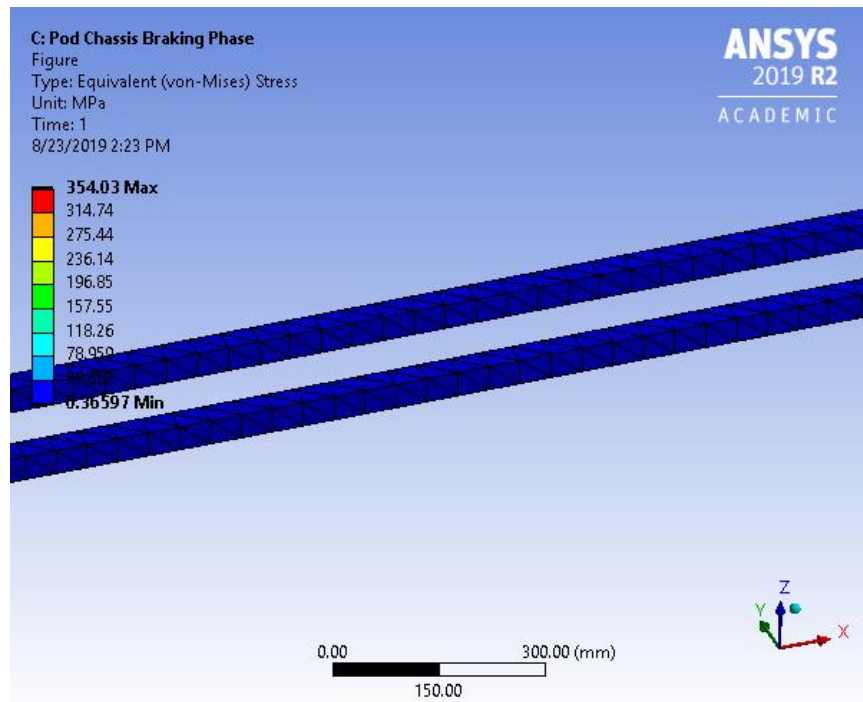 C: Pod Chassis Braking Phase
Figure
Type: Equivalent (von-Mises) Stress
Unit: MPa
Time: 1
8/23/2019 2:23 PM
ANSYS
2019 R2
ACADEMIC
354.03 Max
314.74
275.44
236.14
196.85
157.55
118.26
78.959
0.36597 Min
Z
Y
X
0.00
300.00 (mm)
150.00